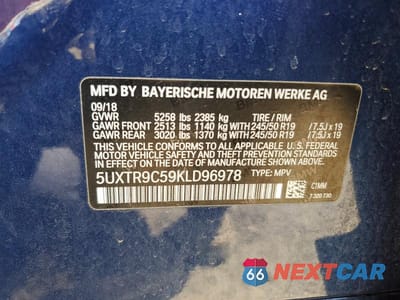 MFD BY BAYERISCHE MOTOREN WERKE AG
09/18
GVWR 5258 lbs 2385 kg TIRE / RIM
GAWR FRONT 2513 lbs 1140 kg WITH 245/50 R19 /7.5J x 19
GAWR REAR 3020 lbs 1370 kg WITH 245/50 R19 /7.5J x 19
THIS VEHICLE CONFORMS TO ALL APPLICABLE
U.S. FEDERAL MOTOR VEHICLE SAFETY STANDARDS
IN EFFECT ON THE DATE OF MANUFACTURE SHOWN ABOVE.
5UXTR9C59KLD96978 TYPE: MPV
C1MM
66 NEXTCAR